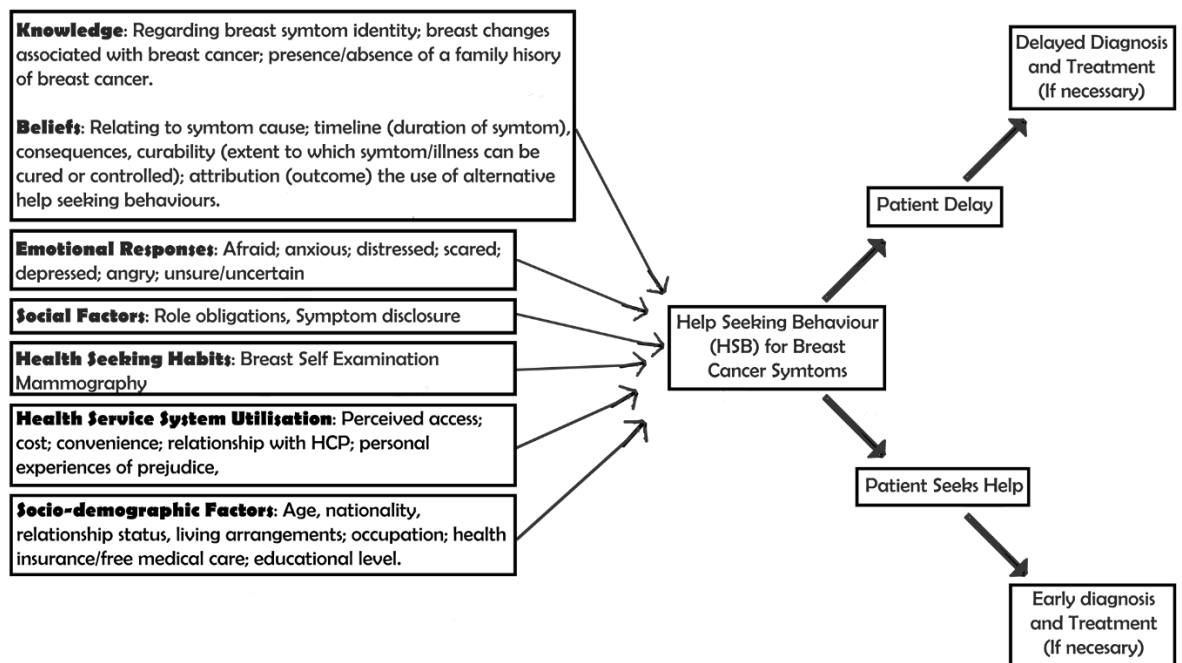 Knowledge: Regarding breast symtom identity; breast changes
associated with breast cancer; presence/absence of a family hisory
of breast cancer.
Beliefs: Relating to symtom cause; timeline (duration of symtom),
consequences, curability (extent to which symtom/illness can be
cured or controlled); attribution (outcome) the use of alternative
help seeking behaviours.
Emotional Responses: Afraid; anxious; distressed; scared;
depressed; angry; unsure/uncertain
Social Factors: Role obligations, Symptom disclosure
Health Seeking Habits: Breast Self Examination
Mammography
Health Service System Utilisation: Perceived access;
cost; convenience; relationship with HCP; personal
experiences of prejudice,
Socio-demographic Factors: Age, nationality,
relationship status, living arrangements; occupation; health
insurance/free medical care; educational level.
Help Seeking Behaviour
(HSB) for Breast
Cancer Symtoms
Patient Delay
Delayed Diagnosis
and Treatment
(If necessary)
Patient Seeks Help
Early diagnosis
and Treatment
(If necesary)